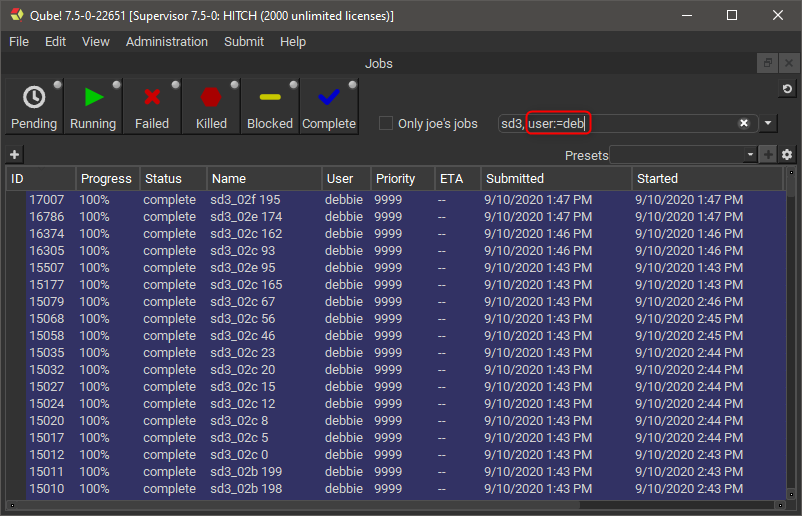 Qube! 7.5-0-22651 [Supervisor 7.5-0: HITCH (2000 unlimited licenses)]
File Edit View Administration Submit Help
Jobs
Pending Running Failed Killed Blocked Complete Only joe's jobs sd3, user:=deb
Presets
ID Progress Status Name User Priority ETA Submitted Started
17007 100% complete sd3_02f 195 debbie 9999 -- 9/10/2020 1:47 PM 9/10/2020 1:47 PM
16786 100% complete sd3_02e 174 debbie 9999 -- 9/10/2020 1:47 PM 9/10/2020 1:47 PM
16374 100% complete sd3_02c 162 debbie 9999 -- 9/10/2020 1:46 PM 9/10/2020 1:46 PM
16305 100% complete sd3_02c 93 debbie 9999 -- 9/10/2020 1:46 PM 9/10/2020 1:46 PM
15507 100% complete sd3_02e 95 debbie 9999 -- 9/10/2020 1:43 PM 9/10/2020 1:43 PM
15177 100% complete sd3_02c 165 debbie 9999 -- 9/10/2020 1:43 PM 9/10/2020 1:43 PM
15079 100% complete sd3_02c 67 debbie 9999 -- 9/10/2020 1:43 PM 9/10/2020 2:46 PM
15068 100% complete sd3_02c 56 debbie 9999 -- 9/10/2020 1:43 PM 9/10/2020 2:45 PM
15058 100% complete sd3_02c 46 debbie 9999 -- 9/10/2020 1:43 PM 9/10/2020 2:45 PM
15035 100% complete sd3_02c 23 debbie 9999 -- 9/10/2020 1:43 PM 9/10/2020 2:44 PM
15032 100% complete sd3_02c 20 debbie 9999 -- 9/10/2020 1:43 PM 9/10/2020 2:44 PM
15027 100% complete sd3_02c 15 debbie 9999 -- 9/10/2020 1:43 PM 9/10/2020 2:44 PM
15024 100% complete sd3_02c 12 debbie 9999 -- 9/10/2020 1:43 PM 9/10/2020 2:44 PM
15020 100% complete sd3_02c 8 debbie 9999 -- 9/10/2020 1:43 PM 9/10/2020 2:44 PM
15017 100% complete sd3_02c 5 debbie 9999 -- 9/10/2020 1:43 PM 9/10/2020 2:44 PM
15012 100% complete sd3_02c 0 debbie 9999 -- 9/10/2020 1:43 PM 9/10/2020 2:43 PM
15011 100% complete sd3_02b 199 debbie 9999 -- 9/10/2020 1:43 PM 9/10/2020 2:43 PM
15010 100% complete sd3_02b 198 debbie 9999 -- 9/10/2020 1:43 PM 9/10/2020 2:43 PM